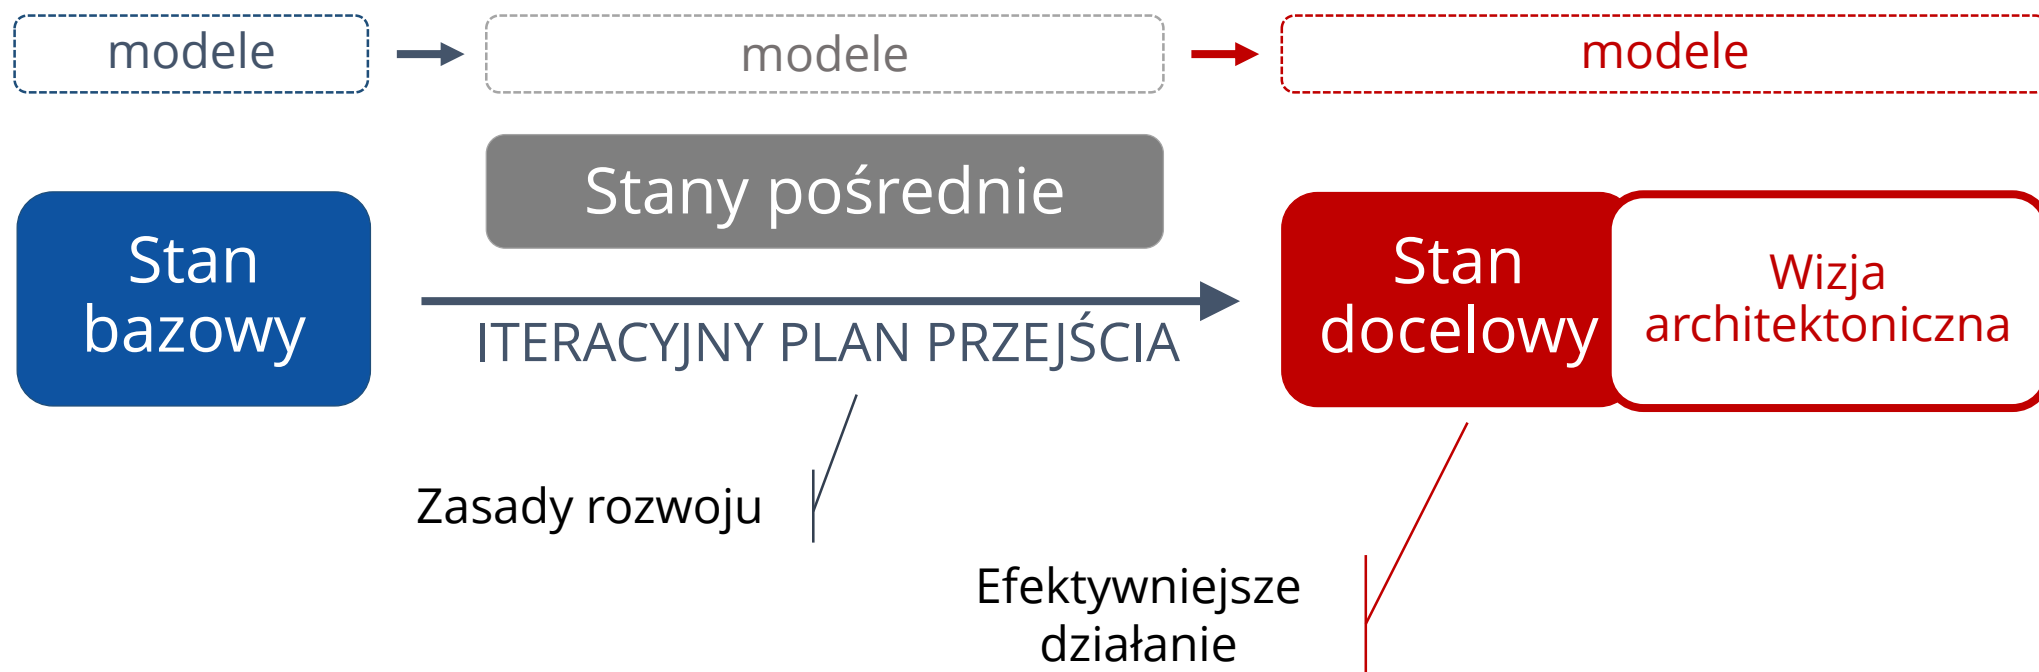 modele
modele
modele
Stany pośrednie
Stan
bazowy
ITERACYJNY PLAN PRZEJŚCIA
Stan
docelowy
Wizja
architektoniczna
Zasady rozwoju
Efektywniejsze
działanie